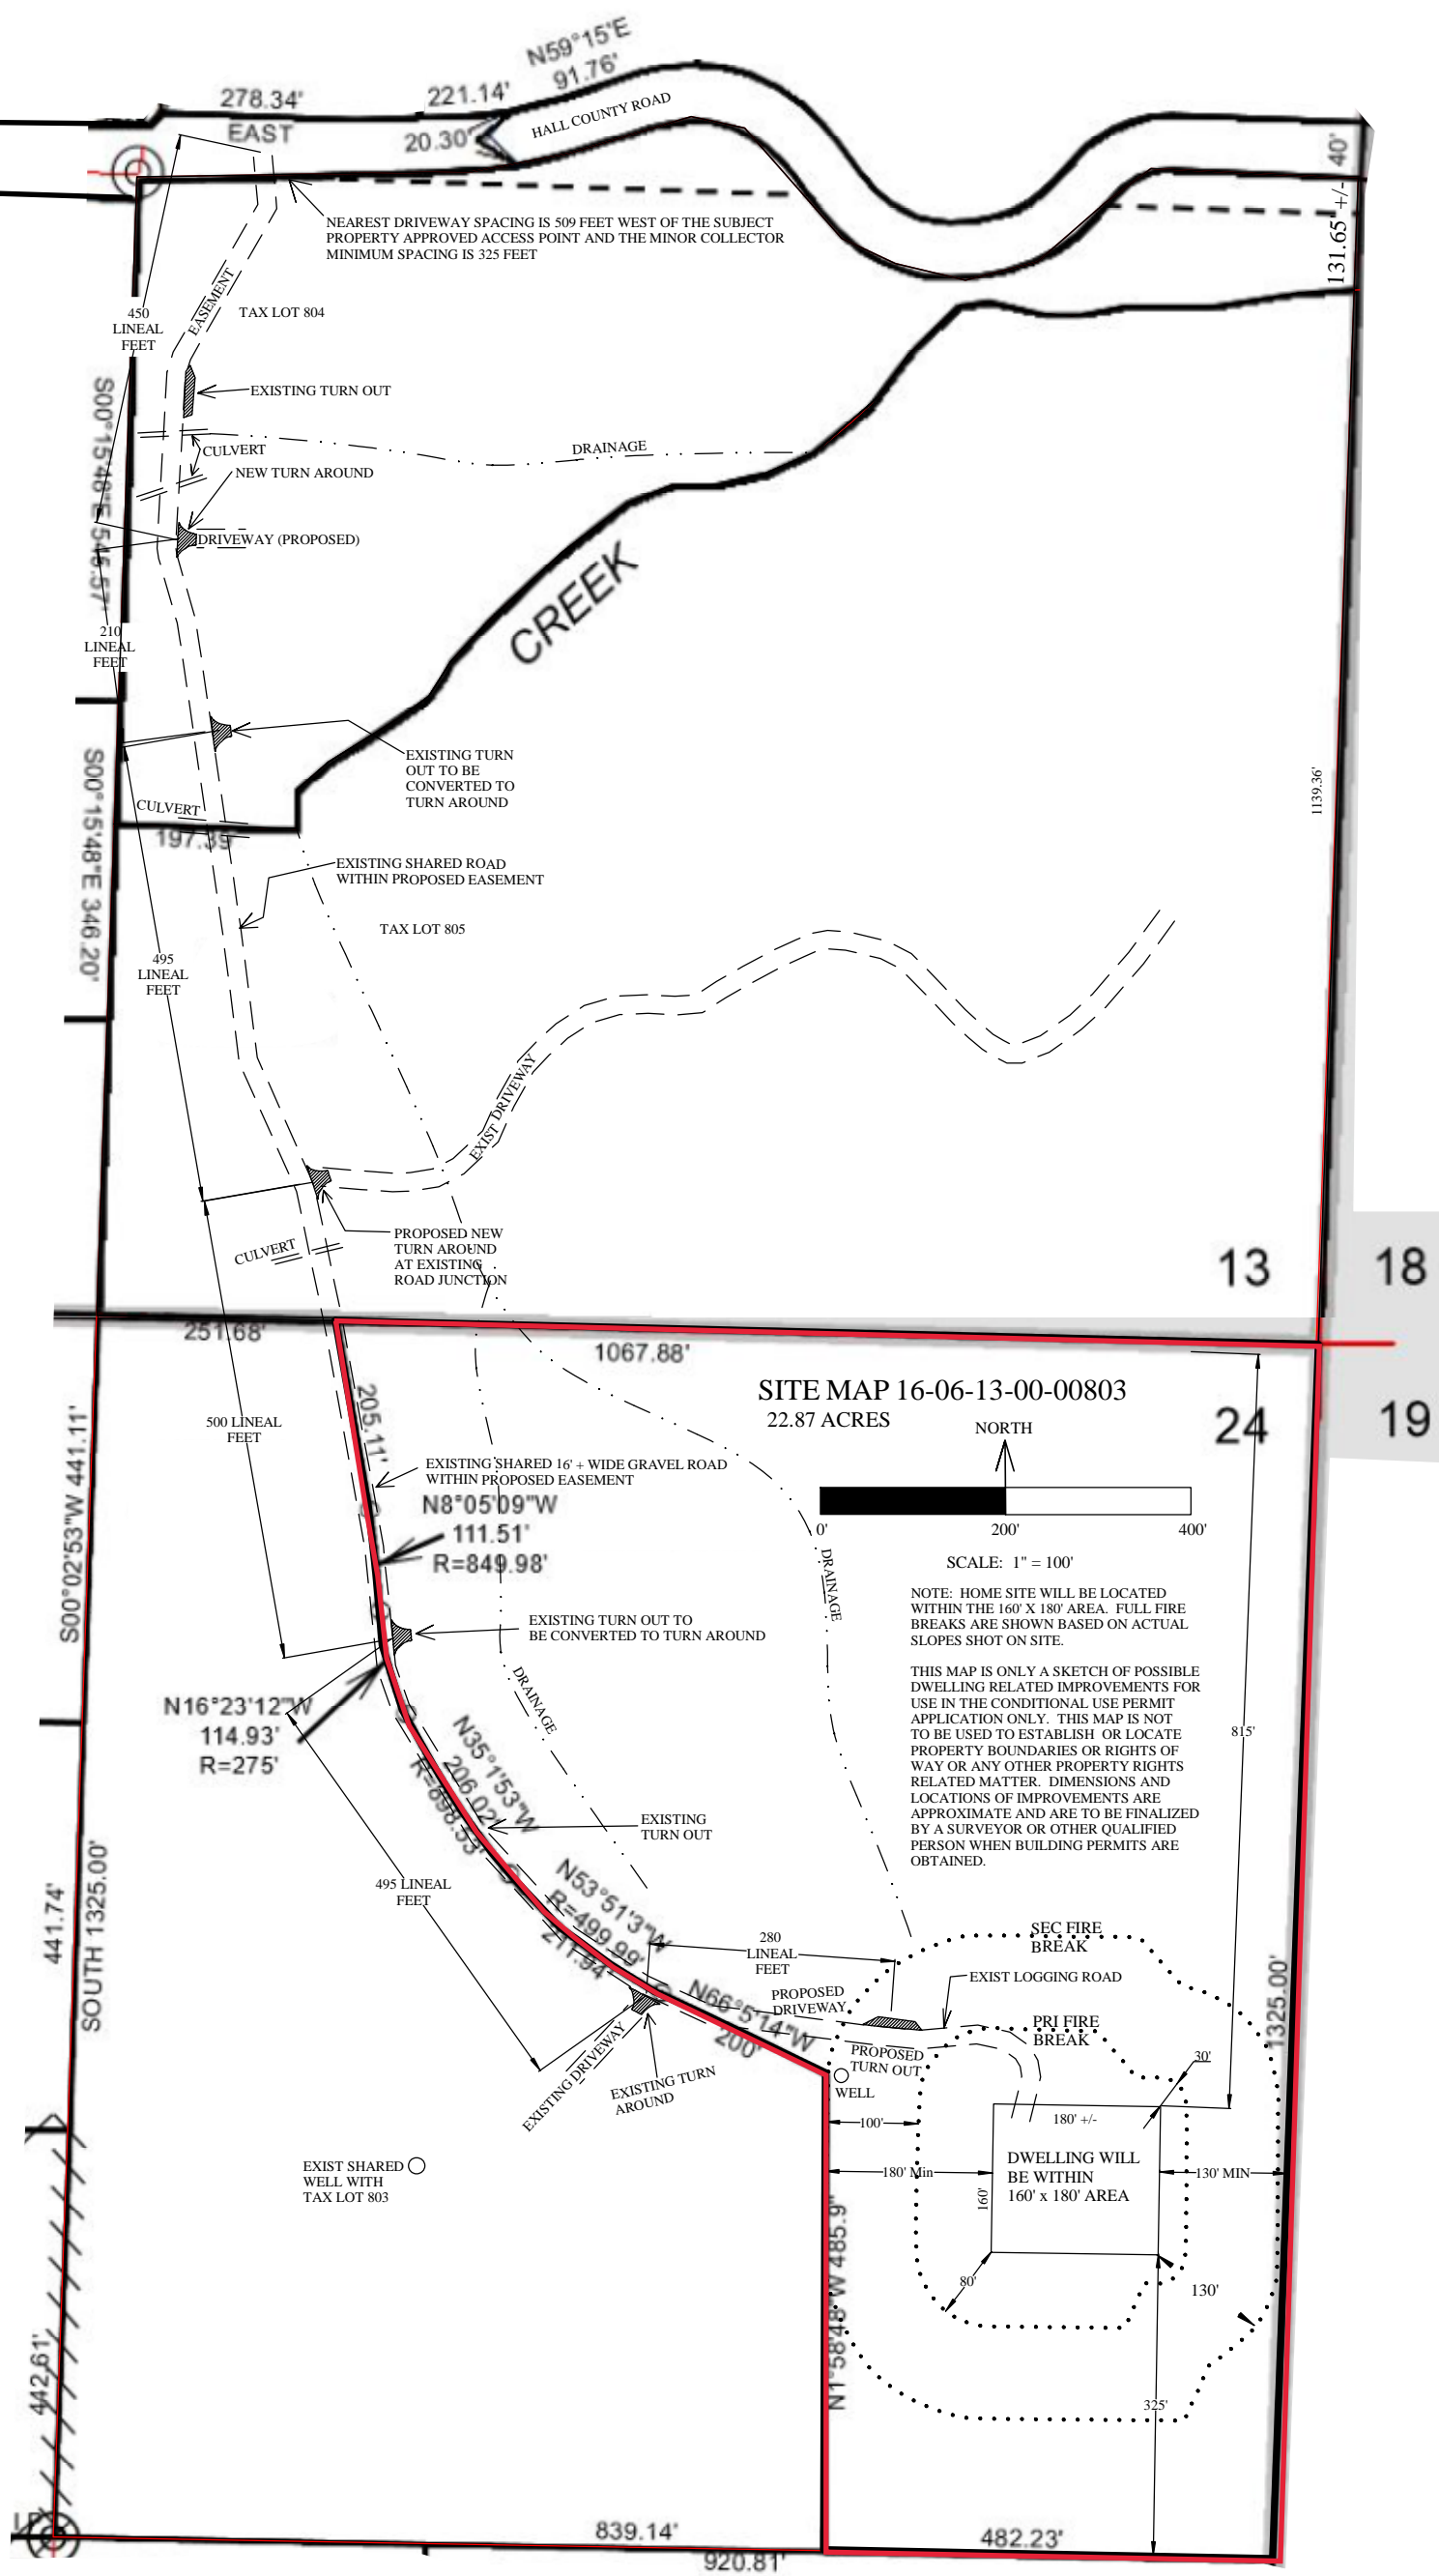 N59°15'E
91.76'
278.34'
EAST
221.14'
20.30'
HALL COUNTY ROAD
40'
131.65' +/-
NEAREST DRIVEWAY SPACING IS 509 FEET WEST OF THE SUBJECT
PROPERTY APPROVED ACCESS POINT AND THE MINOR COLLECTOR
MINIMUM SPACING IS 325 FEET
EASEMENT
TAX LOT 804
450
LINEAL
FEET
EXISTING TURN OUT
S00°15'48"E 546.57'
CULVERT
DRAINAGE
NEW TURN AROUND
DRIVEWAY (PROPOSED)
CREEK
210
LINEAL
FEET
EXISTING TURN
OUT TO BE
CONVERTED TO
TURN AROUND
1139.36'
S00°15'48"E 346.20'
CULVERT
197.39'
EXISTING SHARED ROAD
WITHIN PROPOSED EASEMENT
TAX LOT 805
495
LINEAL
FEET
EXIST DRIVEWAY
PROPOSED NEW
TURN AROUND
AT EXISTING
ROAD JUNCTION
CULVERT
13
18
251.68'
1067.88'
SITE MAP 16-06-13-00-00803
22.87 ACRES
NORTH
24
19
205.11'
500 LINEAL
FEET
S00°02'53"W 441.11'
EXISTING SHARED 16' + WIDE GRAVEL ROAD
WITHIN PROPOSED EASEMENT
N8°05'09"W
111.51'
R=849.98'
0'
200'
400'
SCALE: 1" = 100'
DRAINAGE
NOTE: HOME SITE WILL BE LOCATED
WITHIN THE 160' X 180' AREA. FULL FIRE
BREAKS ARE SHOWN BASED ON ACTUAL
SLOPES SHOT ON SITE.
THIS MAP IS ONLY A SKETCH OF POSSIBLE
DWELLING RELATED IMPROVEMENTS FOR
USE IN THE CONDITIONAL USE PERMIT
APPLICATION ONLY. THIS MAP IS NOT
TO BE USED TO ESTABLISH OR LOCATE
PROPERTY BOUNDARIES OR RIGHTS OF
WAY OR ANY OTHER PROPERTY RIGHTS
RELATED MATTER. DIMENSIONS AND
LOCATIONS OF IMPROVEMENTS ARE
APPROXIMATE AND ARE TO BE FINALIZED
BY A SURVEYOR OR OTHER QUALIFIED
PERSON WHEN BUILDING PERMITS ARE
OBTAINED.
EXISTING TURN OUT TO
BE CONVERTED TO TURN AROUND
815'
DRAINAGE
N16°23'12"W
114.93'
R=275'
N35°1'53"W
206.02'
R=898.53'
EXISTING
TURN OUT
495 LINEAL
FEET
N53°51'3"W
R=499.99'
211.94'
441.74'
SOUTH 1325.00'
280
LINEAL
FEET
SEC FIRE
BREAK
EXIST LOGGING ROAD
PROPOSED
DRIVEWAY
N66°5'14"W
200'
PRI FIRE
BREAK
1325.00'
PROPOSED
TURN OUT
WELL
EXISTING DRIVEWAY
EXISTING TURN
AROUND
30'
100'
180' +/-
EXIST SHARED
WELL WITH
TAX LOT 803
DWELLING WILL
BE WITHIN
160' x 180' AREA
180' Min
130' MIN
160'
80'
130'
N1°58'48"W 485.9"
325'
442.61'
839.14'
920.81'
482.23'